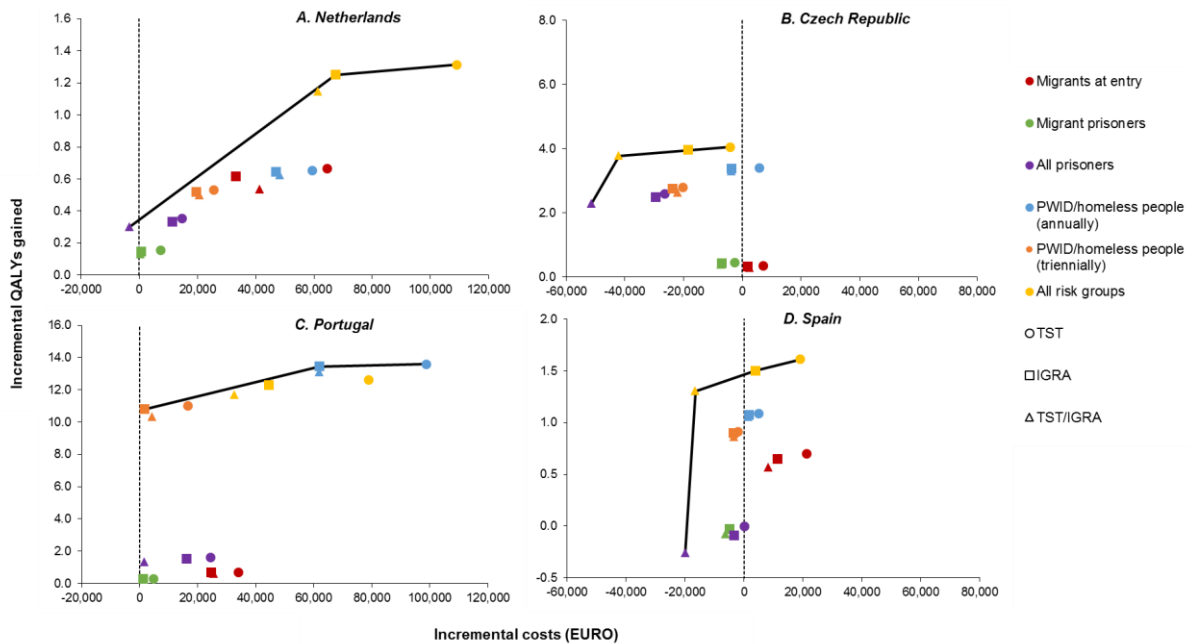 A. Netherlands
1.6
1.4
1.2
1.0
0.8
0.6
0.4
0.2
0.0
-20,000 0 20,000 40,000 60,000 80,000 100,000 120,000
B. Czech Republic
8.0
6.0
4.0
2.0
0.0
-60,000 -40,000 -20,000 0 20,000 40,000 60,000 80,000
C. Portugal
16.0
14.0
12.0
10.0
8.0
6.0
4.0
2.0
0.0
-20,000 0 20,000 40,000 60,000 80,000 100,000 120,000
D. Spain
2.0
1.5
1.0
0.5
0.0
-0.5
-60,000 -40,000 -20,000 0 20,000 40,000 60,000 80,000
Incremental QALYs gained
Incremental costs (EURO)
Migrants at entry
Migrant prisoners
All prisoners
PWID/homeless people
(annually)
PWID/homeless people
(triennially)
All risk groups
TST
IGRA
TST/IGRA